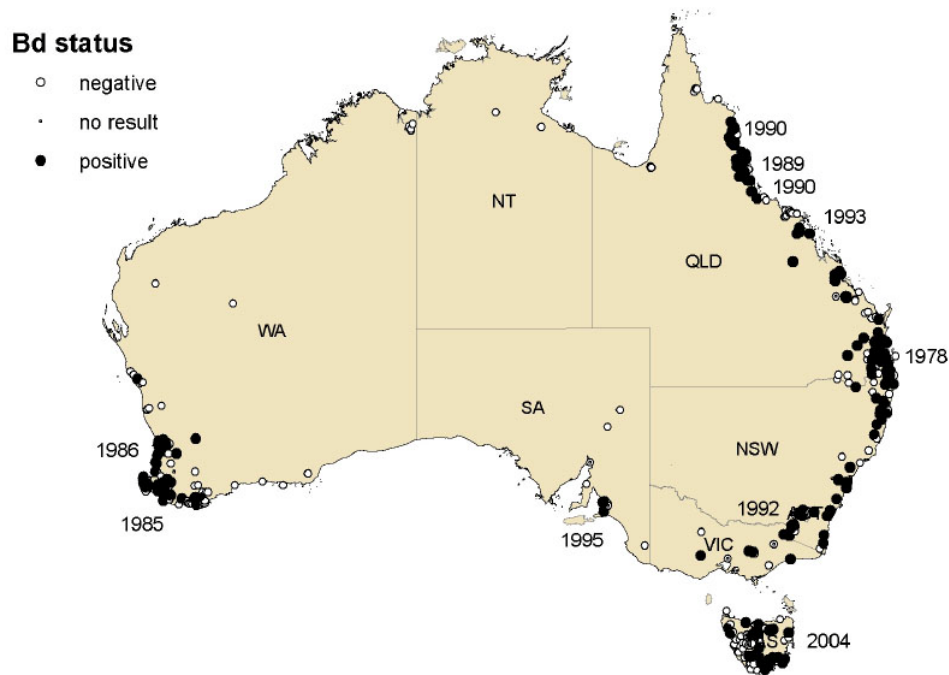 Bd status
negative
no result
positive
1990
1989
1990
1993
NT
QLD
WA
1978
SA
NSW
1986
1992
1985
1995
VIC
S
2004